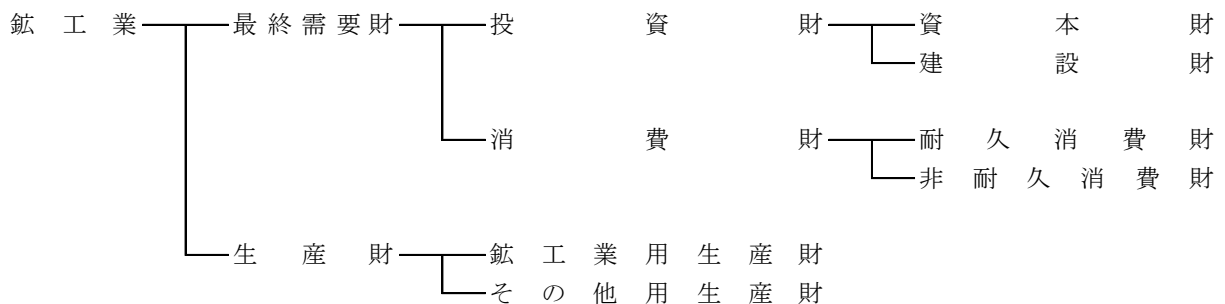 鉱工業 最終需要財 投資財 資本財
建設財
消費財 耐久消費財
非耐久消費財
生産財 鉱工業用生産財
その他用生産財